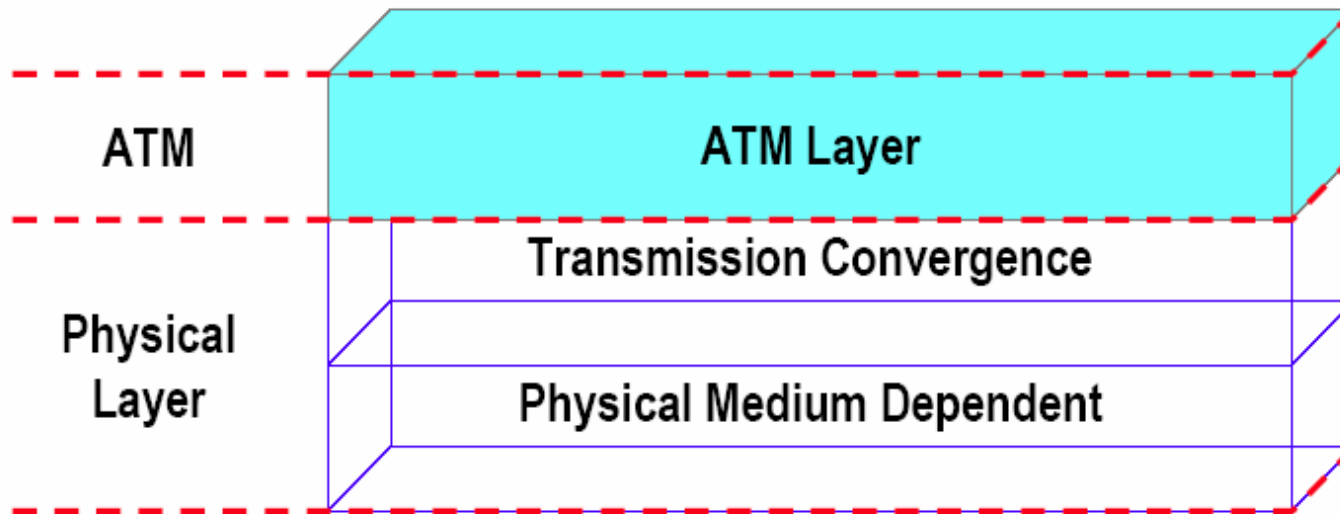 ATM
ATM Layer
Transmission Convergence
Physical
Layer
Physical Medium Dependent